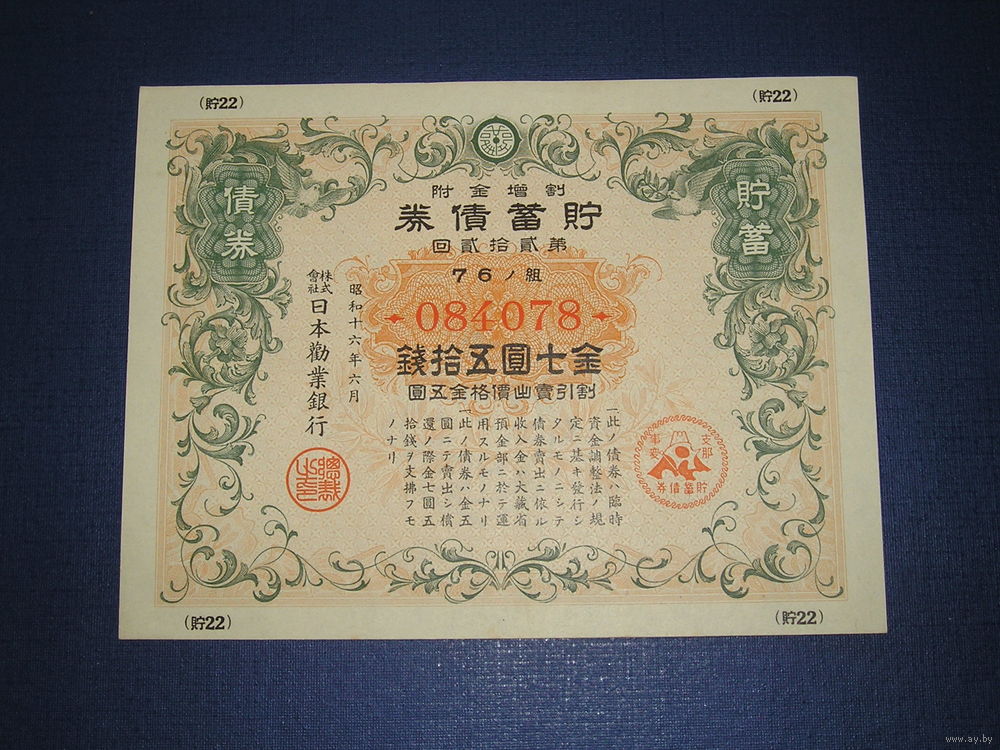 (貯22)
(貯22)
貯蓄
債券
割増金附
貯蓄債券
第貳拾貳回
76ノ組
084078
金七圓五拾錢
割引賣出價格金五圓
一此ノ債券ハ臨時
資金調整法ノ規
定ニ基キ發行シ
タルモノニシテ
債券賣出ニ依ル
收入金ハ大藏省
預金部ニ於テ運
用スルモノナリ
一此ノ債券ハ金五
圓ニテ賣出シ償
還ノ際金七圓五
拾錢ヲ支拂フモ
ノナリ
昭和十六年六月
株式會社日本勸業銀行
總裁之印
支那事變
貯蓄債券
(貯22)
(貯22)
www.ay.by